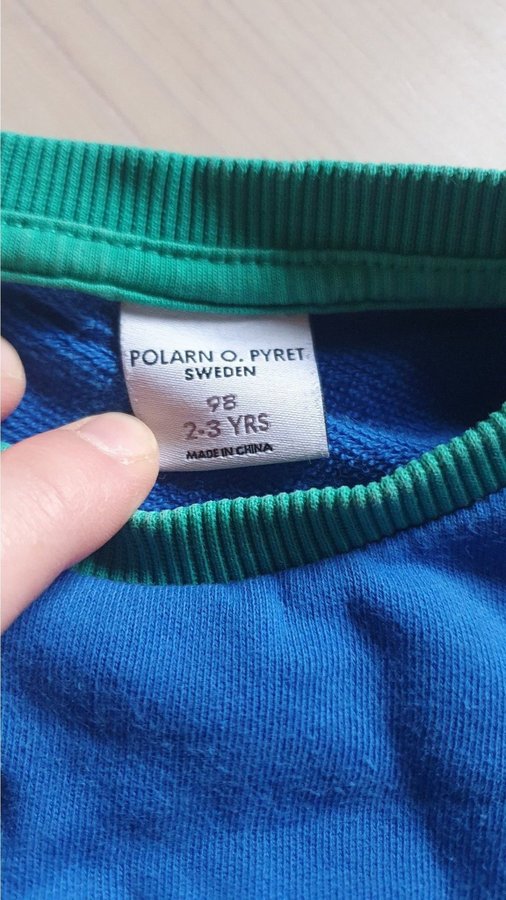 POLARN O. PYRET
SWEDEN
98
2-3 YRS
MADE IN CHINA